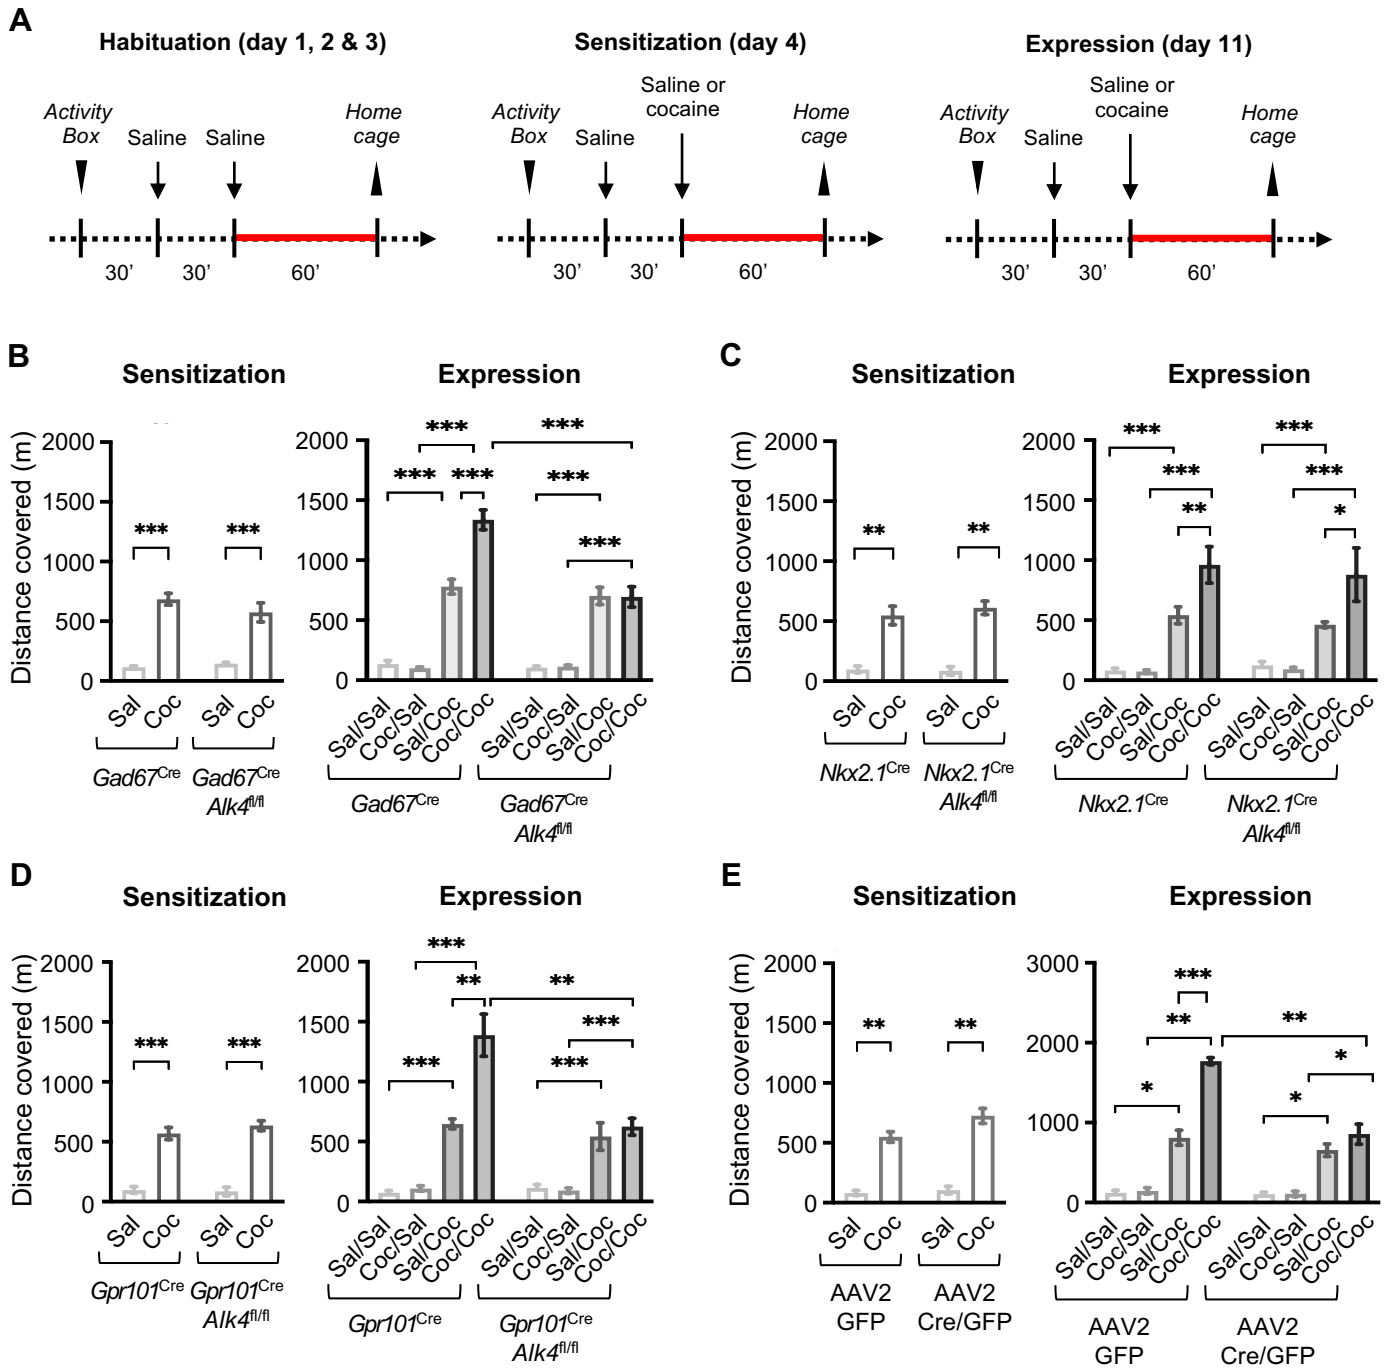 A
Habituation (day 1, 2 & 3)
Sensitization (day 4)
Expression (day 11)
Activity
Box
Saline
Saline
Home
cage
Activity
Box
Saline
Saline or
cocaine
Home
cage
Activity
Box
Saline
Saline or
cocaine
Home
cage
30’ 30’ 60’
30’ 30’ 60’
30’ 30’ 60’
B
Sensitization
Expression
Distance covered (m)
2000
1500
1000
500
0
*** ***
Sal Coc Sal Coc
Gad67Cre
Gad67Cre
Alk4fl/fl
2000
1500
1000
500
0
*** ***
*** *** ***
***
Sal/Sal Coc/Sal Sal/Coc Coc/Coc Sal/Sal Coc/Sal Sal/Coc Coc/Coc
Gad67Cre
Gad67Cre
Alk4fl/fl
C
Sensitization
Expression
Distance covered (m)
2000
1500
1000
500
0
** **
Sal Coc Sal Coc
Nkx2.1Cre
Nkx2.1Cre
Alk4fl/fl
2000
1500
1000
500
0
*** ***
*** ***
** *
Sal/Sal Coc/Sal Sal/Coc Coc/Coc Sal/Sal Coc/Sal Sal/Coc Coc/Coc
Nkx2.1Cre
Nkx2.1Cre
Alk4fl/fl
D
Sensitization
Expression
Distance covered (m)
2000
1500
1000
500
0
*** ***
Sal Coc Sal Coc
Gpr101Cre
Gpr101Cre
Alk4fl/fl
2000
1500
1000
500
0
***
** **
***
*** ***
Sal/Sal Coc/Sal Sal/Coc Coc/Coc Sal/Sal Coc/Sal Sal/Coc Coc/Coc
Gpr101Cre
Gpr101Cre
Alk4fl/fl
E
Sensitization
Expression
Distance covered (m)
2000
1500
1000
500
0
** **
Sal Coc Sal Coc
AAV2
GFP
AAV2
Cre/GFP
3000
2000
1000
0
***
** **
*
* *
Sal/Sal Coc/Sal Sal/Coc Coc/Coc Sal/Sal Coc/Sal Sal/Coc Coc/Coc
AAV2
GFP
AAV2
Cre/GFP